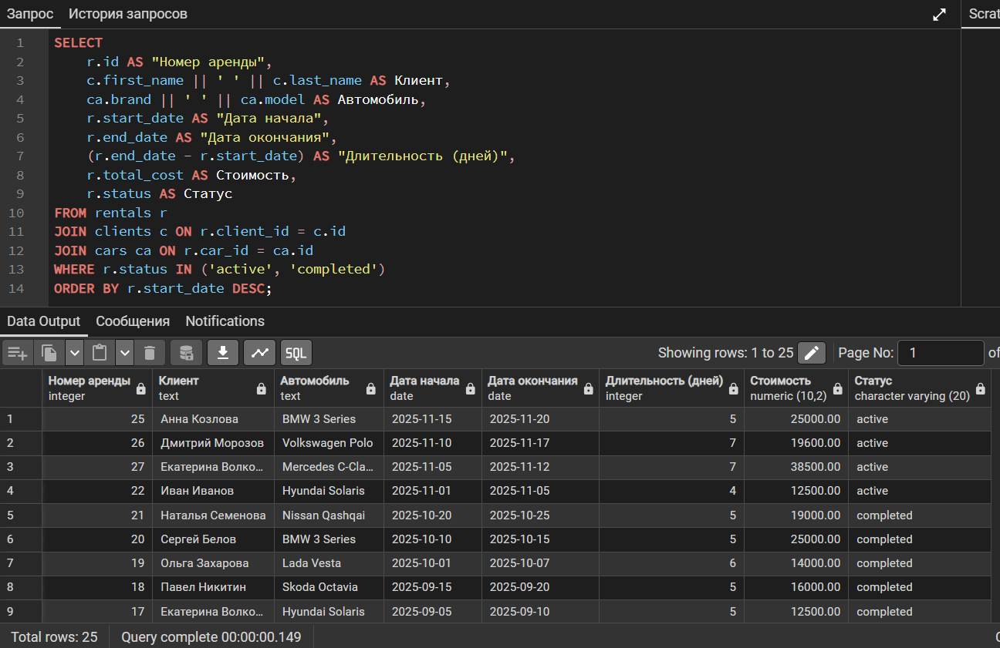 Запрос История запросов Scrat
1 SELECT
2 r.id AS "Номер аренды",
3 c.first_name || ' ' || c.last_name AS Клиент,
4 ca.brand || ' ' || ca.model AS Автомобиль,
5 r.start_date AS "Дата начала",
6 r.end_date AS "Дата окончания",
7 (r.end_date - r.start_date) AS "Длительность (дней)",
8 r.total_cost AS Стоимость,
9 r.status AS Статус
10 FROM rentals r
11 JOIN clients c ON r.client_id = c.id
12 JOIN cars ca ON r.car_id = ca.id
13 WHERE r.status IN ('active', 'completed')
14 ORDER BY r.start_date DESC;
Data Output Сообщения Notifications
SQL Showing rows: 1 to 25 Page No: 1 of
Номер аренды Клиент Автомобиль Дата начала Дата окончания Длительность (дней) Стоимость Статус
integer text text date date integer numeric (10,2) character varying (20)
1 25 Анна Козлова BMW 3 Series 2025-11-15 2025-11-20 5 25000.00 active
2 26 Дмитрий Морозов Volkswagen Polo 2025-11-10 2025-11-17 7 19600.00 active
3 27 Екатерина Волко... Mercedes C-Cla... 2025-11-05 2025-11-12 7 38500.00 active
4 22 Иван Иванов Hyundai Solaris 2025-11-01 2025-11-05 4 12500.00 active
5 21 Наталья Семенова Nissan Qashqai 2025-10-20 2025-10-25 5 19000.00 completed
6 20 Сергей Белов BMW 3 Series 2025-10-10 2025-10-15 5 25000.00 completed
7 19 Ольга Захарова Lada Vesta 2025-10-01 2025-10-07 6 14000.00 completed
8 18 Павел Никитин Skoda Octavia 2025-09-15 2025-09-20 5 16000.00 completed
9 17 Екатерина Волко... Hyundai Solaris 2025-09-05 2025-09-10 5 12500.00 completed
Total rows: 25 Query complete 00:00:00.149